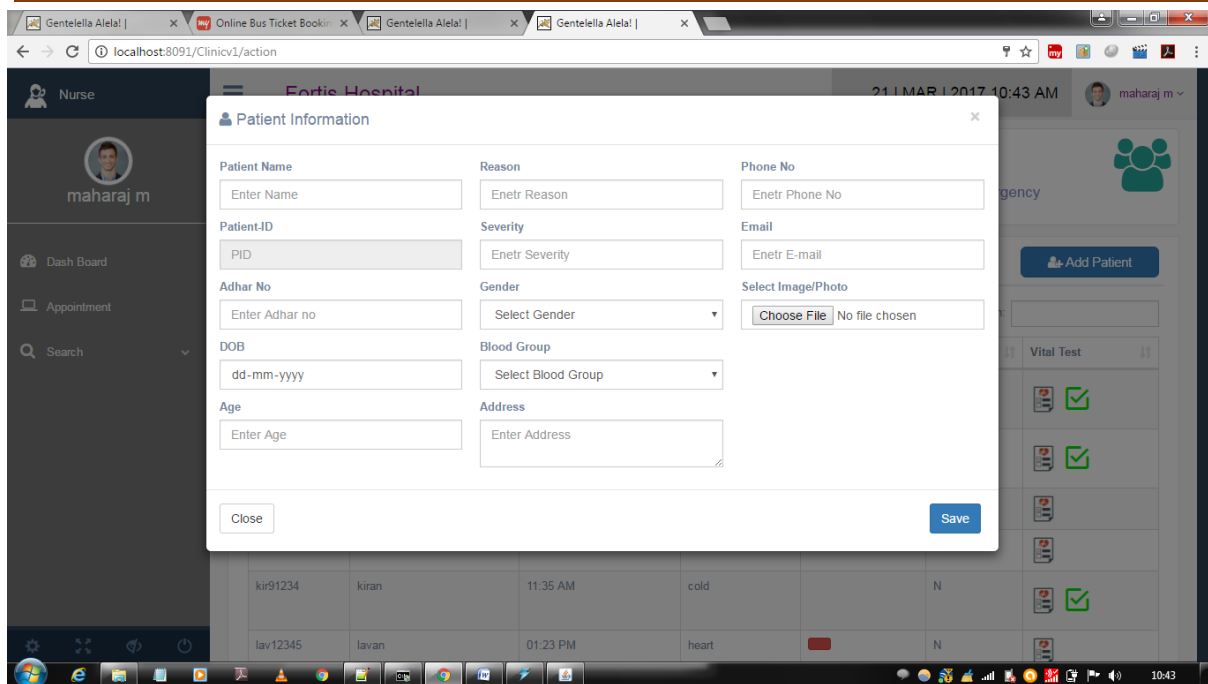 Gentelella Alela! | Online Bus Ticket Bookin Gentelella Alela! | Gentelella Alela! |
localhost:8091/Clinicv1/action
my
Nurse
Fortis Hospital
21 | MAR | 2017 10:43 AM
maharaj m
maharaj m
Dash Board
Appointment
Search
Patient Information
×
Patient Name Reason Phone No
Enter Name Enetr Reason Enetr Phone No
Patient-ID Severity Email
PID Enetr Severity Enetr E-mail
Adhar No Gender Select Image/Photo
Enter Adhar no Select Gender Choose File No file chosen
DOB Blood Group
dd-mm-yyyy Select Blood Group
Age Address
Enter Age Enter Address
Close Save
gency
Add Patient
Vital Test
kir91234 kiran 11:35 AM cold N
lav12345 lavan 01:23 PM heart N
10:43